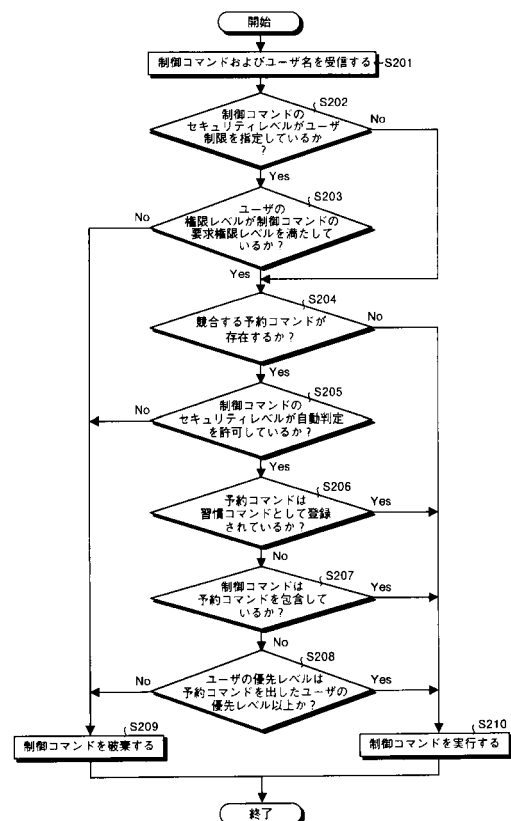 開始
制御コマンドおよびユーザ名を受信する
S201
S202
制御コマンドの
セキュリティレベルがユーザ
制限を指定しているか
?
No
Yes
S203
ユーザの
権限レベルが制御コマンドの
要求権限レベルを満たして
いるか?
No
Yes
S204
競合する予約コマンドが
存在するか?
No
Yes
S205
制御コマンドの
セキュリティレベルが自動判定
を許可しているか?
No
Yes
S206
予約コマンドは
習慣コマンドとして登録
されているか?
Yes
No
S207
制御コマンドは
予約コマンドを包含して
いるか?
Yes
No
S208
ユーザの優先レベルは
予約コマンドを出したユーザの
優先レベル以上か?
No
Yes
S209
制御コマンドを破棄する
S210
制御コマンドを実行する
終了